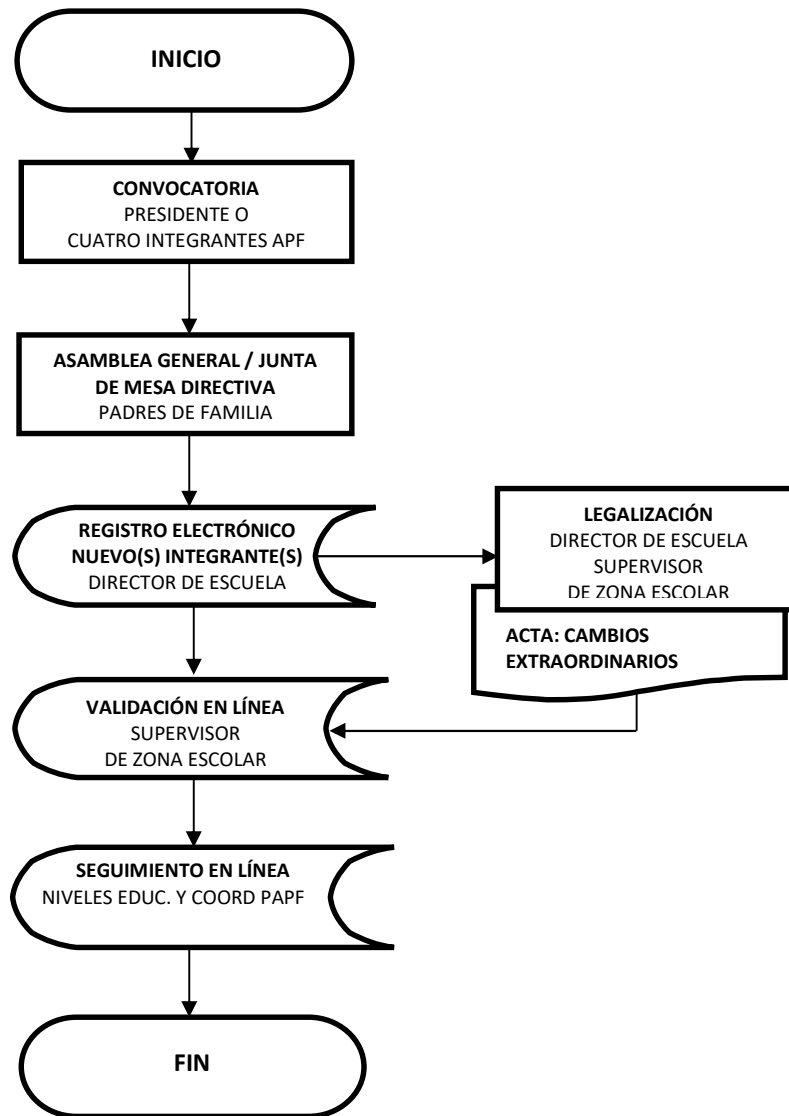 INICIO
CONVOCATORIA
PRESIDENTE O
CUATRO INTEGRANTES APF
ASAMBLEA GENERAL / JUNTA
DE MESA DIRECTIVA
PADRES DE FAMILIA
REGISTRO ELECTRÓNICO
NUEVO(S) INTEGRANTE(S)
DIRECTOR DE ESCUELA
LEGALIZACIÓN
DIRECTOR DE ESCUELA
SUPERVISOR
DE ZONA ESCOLAR
ACTA: CAMBIOS
EXTRAORDINARIOS
VALIDACIÓN EN LÍNEA
SUPERVISOR
DE ZONA ESCOLAR
SEGUIMIENTO EN LÍNEA
NIVELES EDUC. Y COORD PAPF
FIN